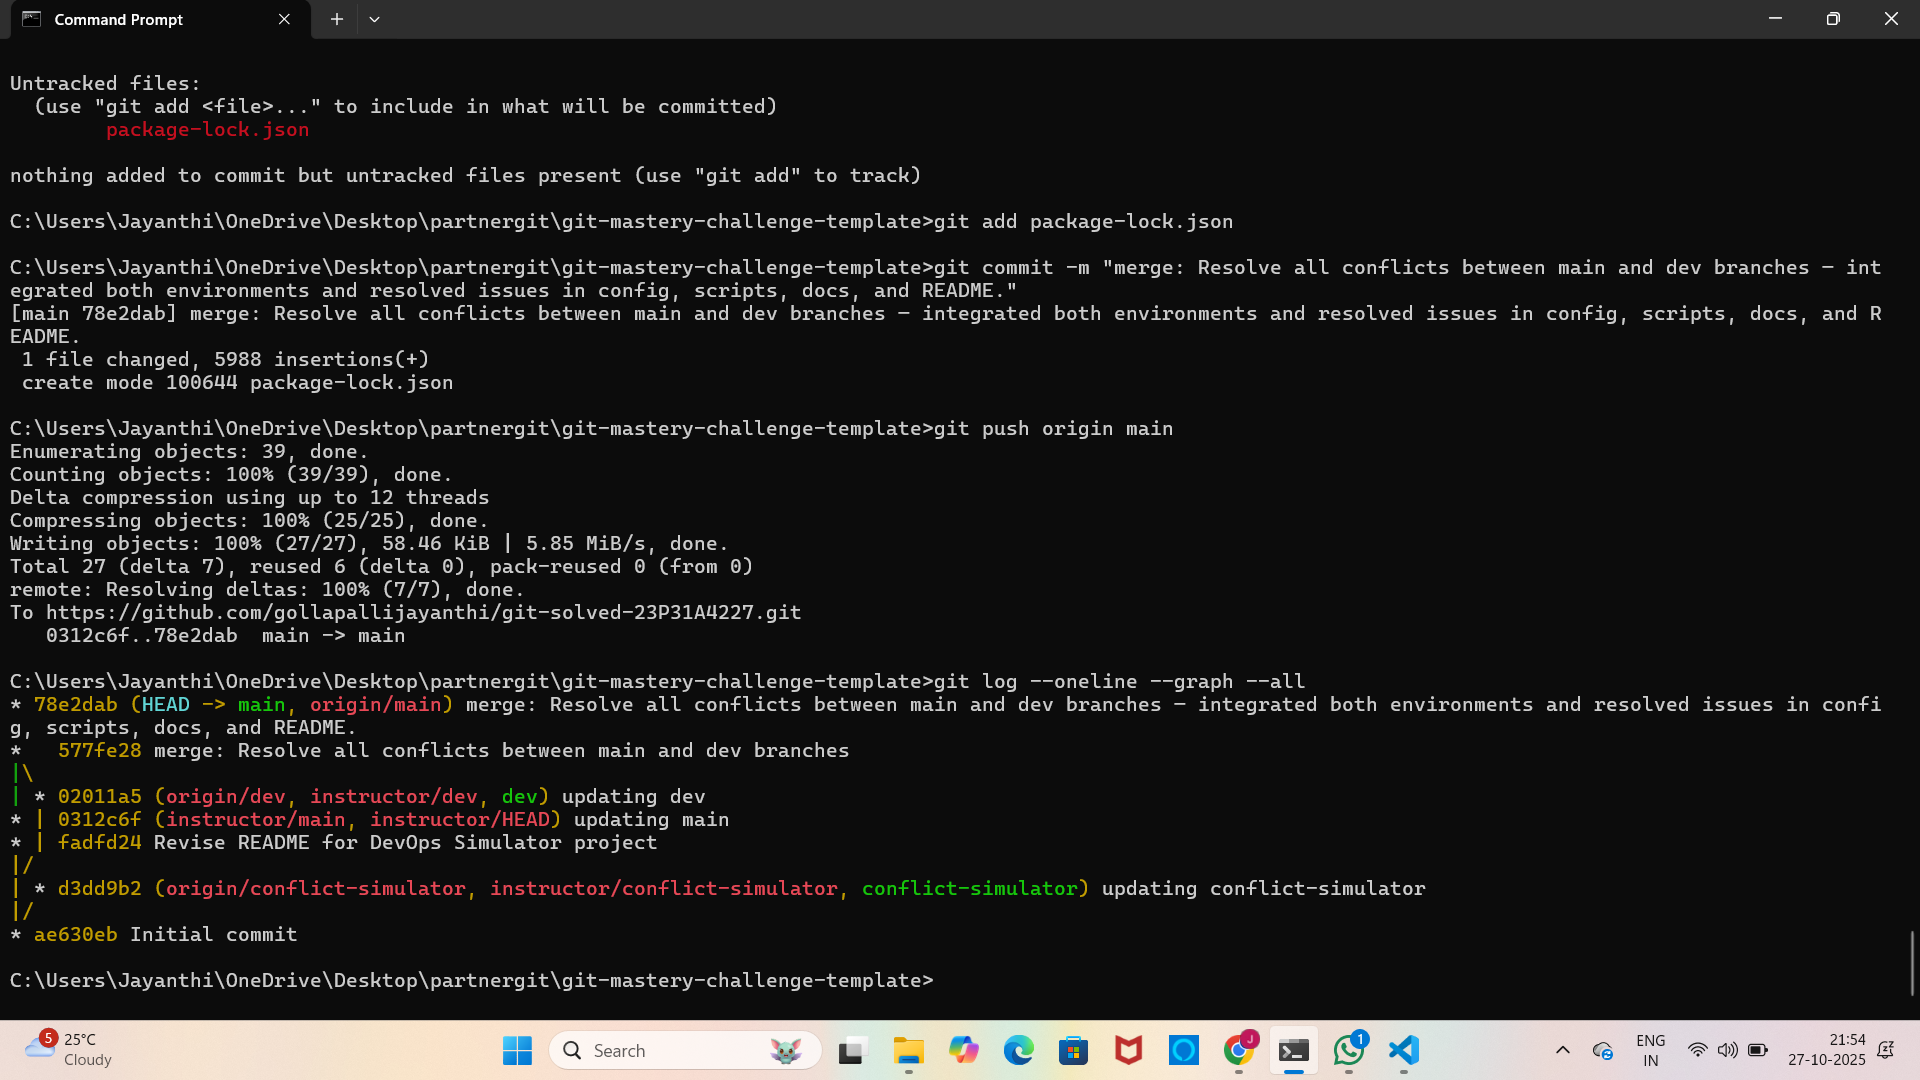 Command Prompt
Untracked files:
  (use "git add <file>..." to include in what will be committed)
        package-lock.json
nothing added to commit but untracked files present (use "git add" to track)
C:\Users\Jayanthi\OneDrive\Desktop\partnergit\git-mastery-challenge-template>git add package-lock.json
C:\Users\Jayanthi\OneDrive\Desktop\partnergit\git-mastery-challenge-template>git commit -m "merge: Resolve all conflicts between main and dev branches – int
egrated both environments and resolved issues in config, scripts, docs, and README."
[main 78e2dab] merge: Resolve all conflicts between main and dev branches – integrated both environments and resolved issues in config, scripts, docs, and R
EADME.
 1 file changed, 5988 insertions(+)
 create mode 100644 package-lock.json
C:\Users\Jayanthi\OneDrive\Desktop\partnergit\git-mastery-challenge-template>git push origin main
Enumerating objects: 39, done.
Counting objects: 100% (39/39), done.
Delta compression using up to 12 threads
Compressing objects: 100% (25/25), done.
Writing objects: 100% (27/27), 58.46 KiB | 5.85 MiB/s, done.
Total 27 (delta 7), reused 6 (delta 0), pack-reused 0 (from 0)
remote: Resolving deltas: 100% (7/7), done.
To https://github.com/gollapallijayanthi/git-solved-23P31A4227.git
   0312c6f..78e2dab  main -> main
C:\Users\Jayanthi\OneDrive\Desktop\partnergit\git-mastery-challenge-template>git log --oneline --graph --all
* 78e2dab (HEAD -> main, origin/main) merge: Resolve all conflicts between main and dev branches – integrated both environments and resolved issues in confi
g, scripts, docs, and README.
*   577fe28 merge: Resolve all conflicts between main and dev branches
|\
| * 02011a5 (origin/dev, instructor/dev, dev) updating dev
* | 0312c6f (instructor/main, instructor/HEAD) updating main
* | fadfd24 Revise README for DevOps Simulator project
|/
| * d3dd9b2 (origin/conflict-simulator, instructor/conflict-simulator, conflict-simulator) updating conflict-simulator
|/
* ae630eb Initial commit
C:\Users\Jayanthi\OneDrive\Desktop\partnergit\git-mastery-challenge-template>
5
25°C
Cloudy
Search
J
1
ENG
IN
21:54
27-10-2025